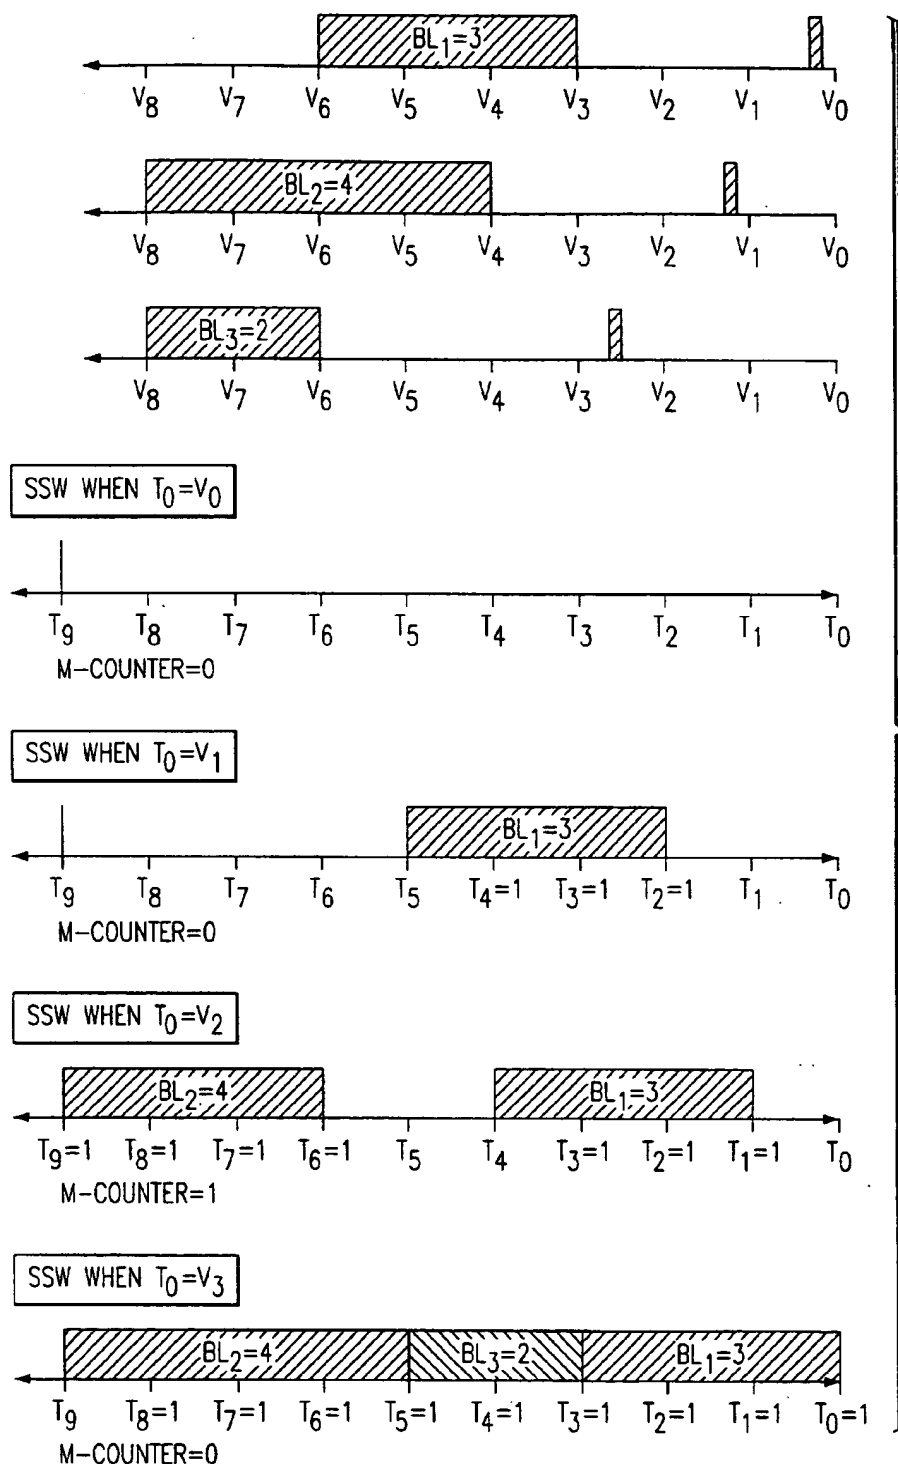 BL₁=3
V₈ V₇ V₆ V₅ V₄ V₃ V₂ V₁ V₀
BL₂=4
V₈ V₇ V₆ V₅ V₄ V₃ V₂ V₁ V₀
BL₃=2
V₈ V₇ V₆ V₅ V₄ V₃ V₂ V₁ V₀
SSW WHEN T₀=V₀
T₉ T₈ T₇ T₆ T₅ T₄ T₃ T₂ T₁ T₀
M-COUNTER=0
SSW WHEN T₀=V₁
BL₁=3
T₉ T₈ T₇ T₆ T₅ T₄=1 T₃=1 T₂=1 T₁ T₀
M-COUNTER=0
SSW WHEN T₀=V₂
BL₂=4 BL₁=3
T₉=1 T₈=1 T₇=1 T₆=1 T₅ T₄ T₃=1 T₂=1 T₁=1 T₀
M-COUNTER=1
SSW WHEN T₀=V₃
BL₂=4 BL₃=2 BL₁=3
T₉ T₈=1 T₇=1 T₆=1 T₅=1 T₄=1 T₃=1 T₂=1 T₁=1 T₀=1
M-COUNTER=0